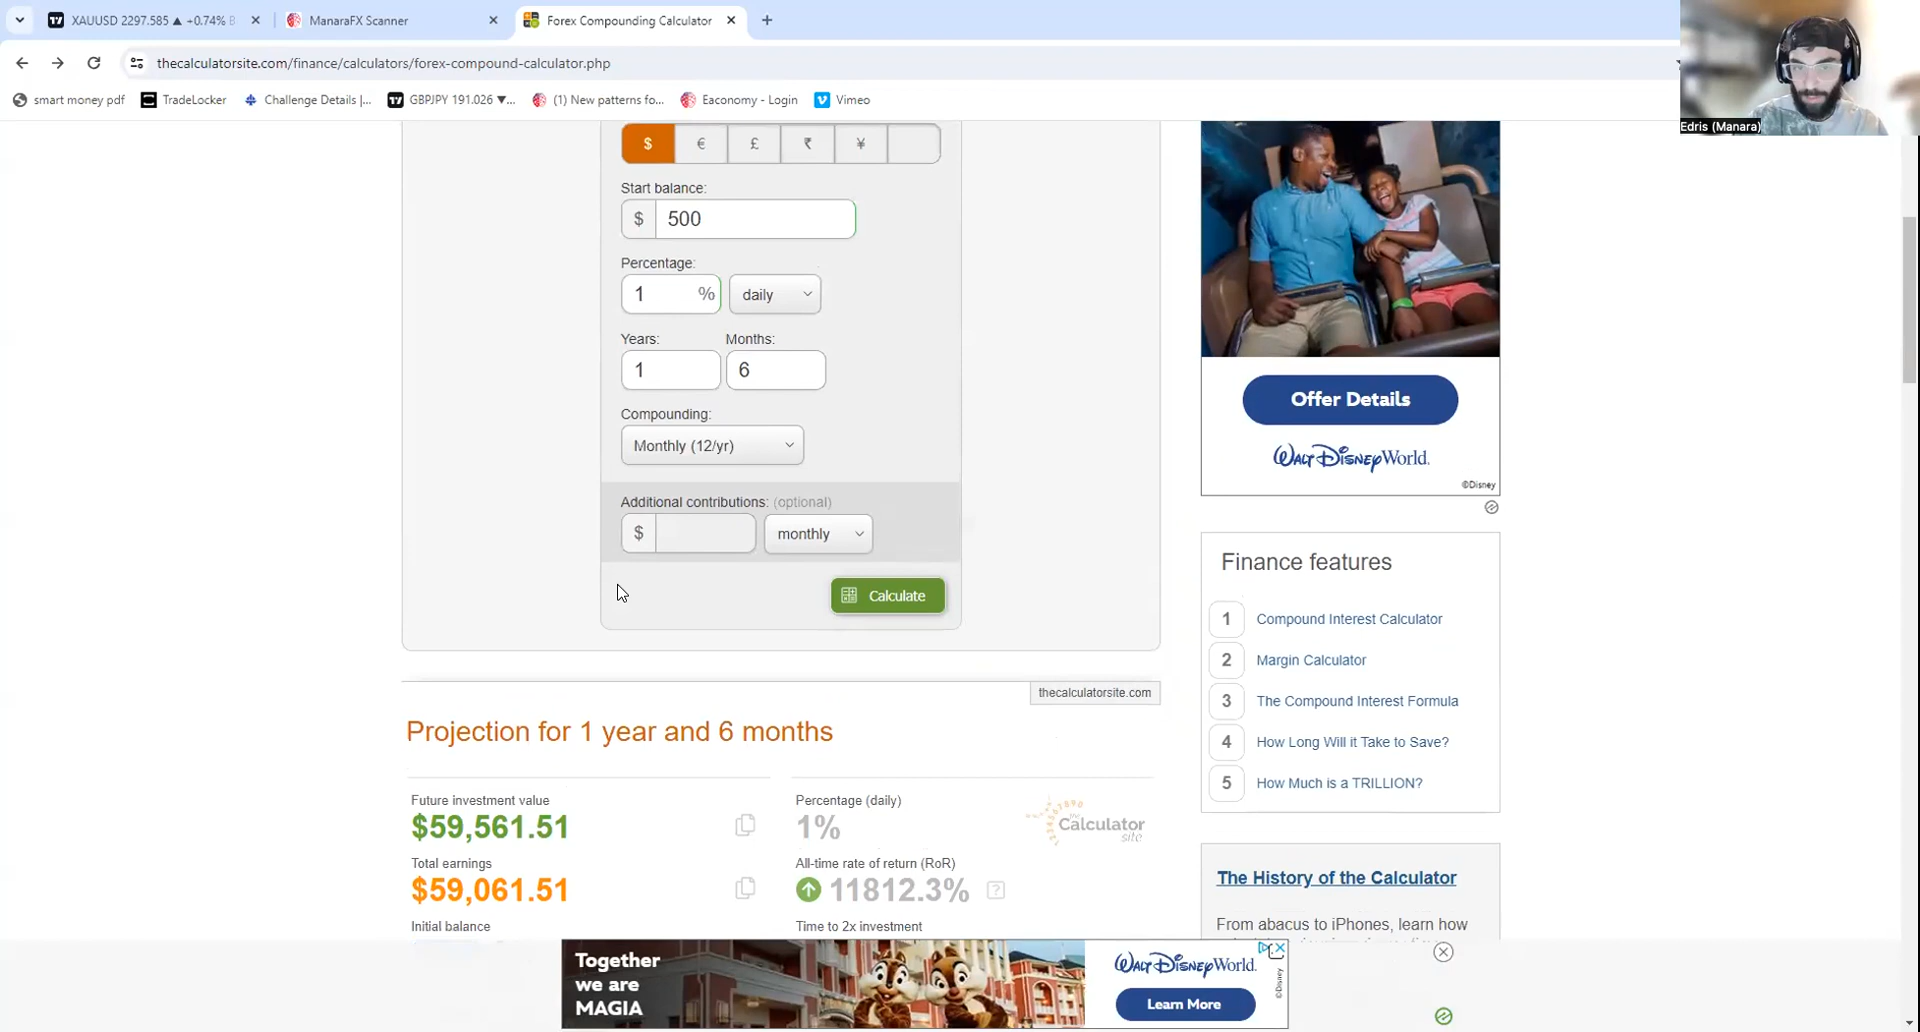 XAUUSD 2297.585 ▲ +0.74%
ManaraFX Scanner
Forex Compounding Calculator
thecalculatorsite.com/finance/calculators/forex-compound-calculator.php
smart money pdf
TradeLocker
Challenge Details |...
GBPJPY 191.026 ▼...
(1) New patterns fo...
Eaconomy - Login
Vimeo
Edris (Manara)
$ € £ ₹ ¥
Start balance:
$ 500
Percentage:
1 % daily
Years: Months:
1 6
Compounding:
Monthly (12/yr)
Additional contributions: (optional)
$ monthly
Calculate
thecalculatorsite.com
Projection for 1 year and 6 months
Future investment value
$59,561.51
Total earnings
$59,061.51
Initial balance
Percentage (daily)
1%
All-time rate of return (RoR)
11812.3% ?
Time to 2x investment
the
Calculator
site
Offer Details
Walt Disney World.
©Disney
Finance features
1 Compound Interest Calculator
2 Margin Calculator
3 The Compound Interest Formula
4 How Long Will it Take to Save?
5 How Much is a TRILLION?
The History of the Calculator
From abacus to iPhones, learn how
Together
we are
MAGIA
Walt Disney World.
Learn More
©Disney